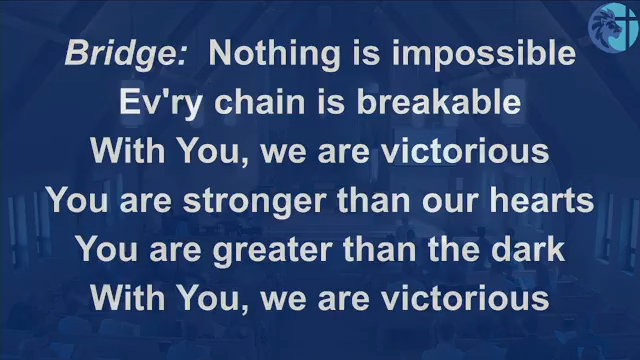 Bridge: Nothing is impossible
Ev'ry chain is breakable
With You, we are victorious
You are stronger than our hearts
You are greater than the dark
With You, we are victorious